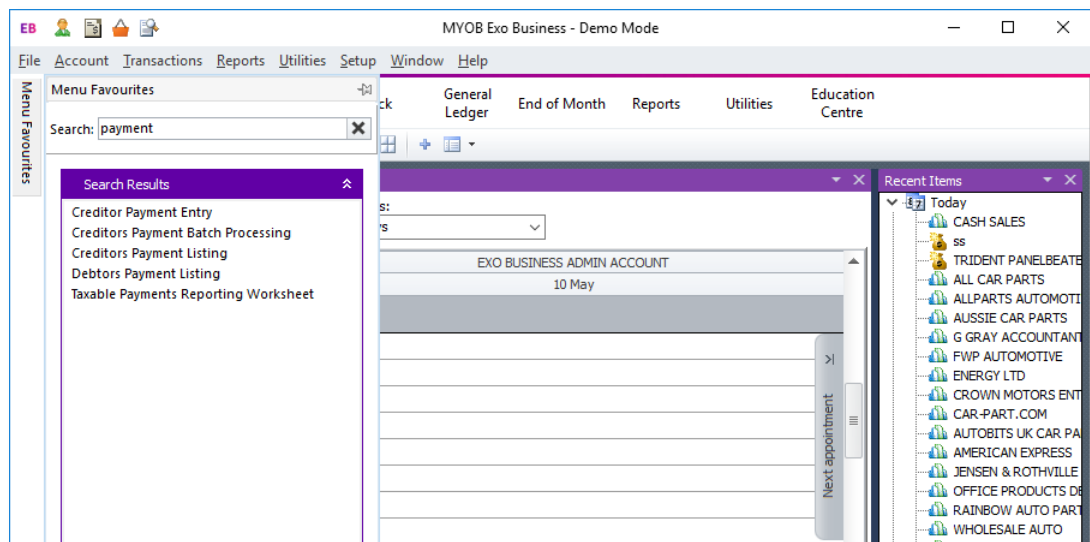 EB
MYOB Exo Business - Demo Mode
File Account Transactions Reports Utilities Setup Window Help
Menu Favourites
Menu Favourites
Search: payment
ck
General Ledger
End of Month
Reports
Utilities
Education Centre
Search Results
Creditor Payment Entry
Creditors Payment Batch Processing
Creditors Payment Listing
Debtors Payment Listing
Taxable Payments Reporting Worksheet
s:
EXO BUSINESS ADMIN ACCOUNT
10 May
Next appointment
Recent Items
7 Today
CASH SALES
ss
TRIDENT PANELBEATE
ALL CAR PARTS
ALLPARTS AUTOMOTI
AUSSIE CAR PARTS
G GRAY ACCOUNTANT
FWP AUTOMOTIVE
ENERGY LTD
CROWN MOTORS ENT
CAR-PART.COM
AUTOBITS UK CAR PA
AMERICAN EXPRESS
JENSEN & ROTHVILLE
OFFICE PRODUCTS DE
RAINBOW AUTO PART
WHOLESALE AUTO